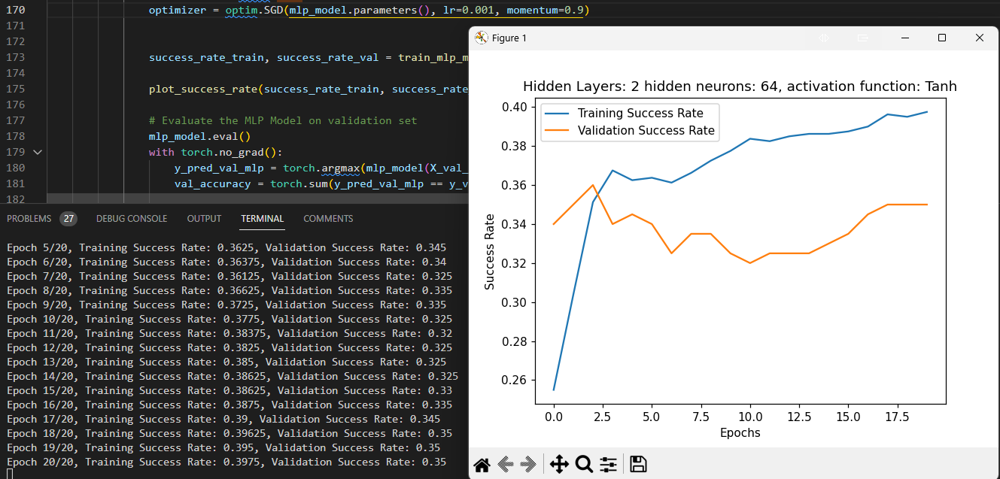 170 optimizer = optim.SGD(mlp_model.parameters(), lr=0.001, momentum=0.9)
171
172
173 success_rate_train, success_rate_val = train_mlp_m
174
175 plot_success_rate(success_rate_train, success_rate
176
177 # Evaluate the MLP Model on validation set
178 mlp_model.eval()
179 with torch.no_grad():
180 y_pred_val_mlp = torch.argmax(mlp_model(X_val_
181 val_accuracy = torch.sum(y_pred_val_mlp == y_v
182
PROBLEMS 27 DEBUG CONSOLE OUTPUT TERMINAL COMMENTS
Epoch 5/20, Training Success Rate: 0.3625, Validation Success Rate: 0.345
Epoch 6/20, Training Success Rate: 0.36375, Validation Success Rate: 0.34
Epoch 7/20, Training Success Rate: 0.36125, Validation Success Rate: 0.325
Epoch 8/20, Training Success Rate: 0.36625, Validation Success Rate: 0.335
Epoch 9/20, Training Success Rate: 0.3725, Validation Success Rate: 0.335
Epoch 10/20, Training Success Rate: 0.3775, Validation Success Rate: 0.325
Epoch 11/20, Training Success Rate: 0.38375, Validation Success Rate: 0.32
Epoch 12/20, Training Success Rate: 0.3825, Validation Success Rate: 0.325
Epoch 13/20, Training Success Rate: 0.385, Validation Success Rate: 0.325
Epoch 14/20, Training Success Rate: 0.38625, Validation Success Rate: 0.325
Epoch 15/20, Training Success Rate: 0.38625, Validation Success Rate: 0.33
Epoch 16/20, Training Success Rate: 0.3875, Validation Success Rate: 0.335
Epoch 17/20, Training Success Rate: 0.39, Validation Success Rate: 0.345
Epoch 18/20, Training Success Rate: 0.39625, Validation Success Rate: 0.35
Epoch 19/20, Training Success Rate: 0.395, Validation Success Rate: 0.35
Epoch 20/20, Training Success Rate: 0.3975, Validation Success Rate: 0.35
Figure 1
Hidden Layers: 2 hidden neurons: 64, activation function: Tanh
Training Success Rate
Validation Success Rate
Success Rate
0.40
0.38
0.36
0.34
0.32
0.30
0.28
0.26
0.0 2.5 5.0 7.5 10.0 12.5 15.0 17.5
Epochs